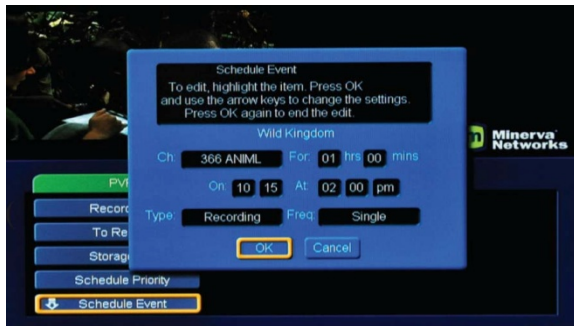 Schedule Event
To edit, highlight the item. Press OK
and use the arrow keys to change the settings.
Press OK again to end the edit.
Wild Kingdom
Ch: 366 ANIML For: 01 hrs 00 mins
On: 10 15 At: 02 00 pm
Type: Recording Freq: Single
OK Cancel
Minerva
Networks
Schedule Priority
Schedule Event